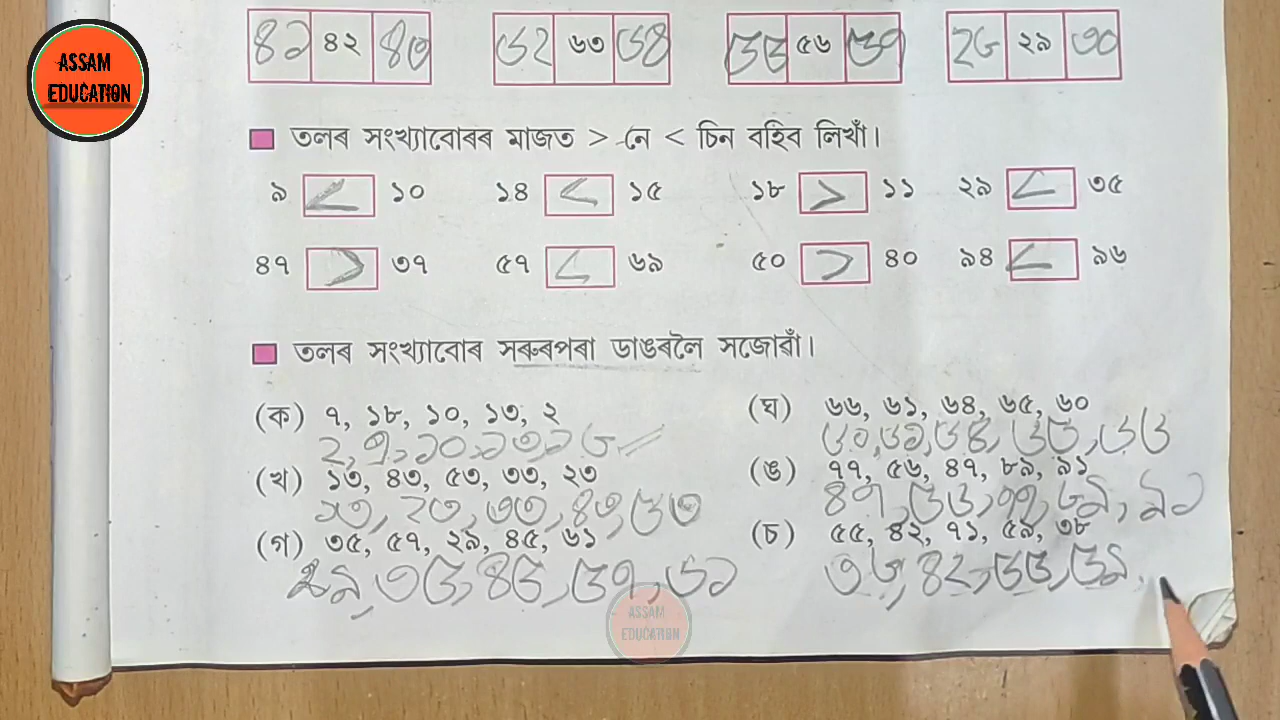 ASSAM
EDUCATION
৪১ ৪২ ৪৩ ৬২ ৬৩ ৬৪ ৫৫ ৫৬ ৫৭ ২৮ ২৯ ৩০
তলৰ সংখ্যাবোৰৰ মাজত > নে < চিন বহিব লিখাঁ।
৯ < ১০ ১৪ < ১৫ ১৮ > ১১ ২৯ < ৩৫
৪৭ > ৩৭ ৫৭ < ৬৯ ৫০ > ৪০ ৯৪ < ৯৬
তলৰ সংখ্যাবোৰ সৰুৰপৰা ডাঙৰলৈ সজোৱাঁ।
(ক) ৭, ১৮, ১০, ১৩, ২
২, ৭, ১০, ১৩, ১৮
(খ) ১৩, ৪৩, ৫৩, ৩৩, ২৩
১৩, ২৩, ৩৩, ৪৩, ৫৩
(গ) ৩৫, ৫৭, ২৯, ৪৫, ৬১
২৯, ৩৫, ৪৫, ৫৭, ৬১
(ঘ) ৬৬, ৬১, ৬৪, ৬৫, ৬০
৬০, ৬১, ৬৪, ৬৫, ৬৬
(ঙ) ৭৭, ৫৬, ৪৭, ৮৯, ৯১
৪৭, ৫৬, ৭৭, ৮৯, ৯১
(চ) ৫৫, ৪২, ৭১, ৫৯, ৩৮
৩৮, ৪২, ৫৫, ৫৯,
ASSAM
EDUCATION